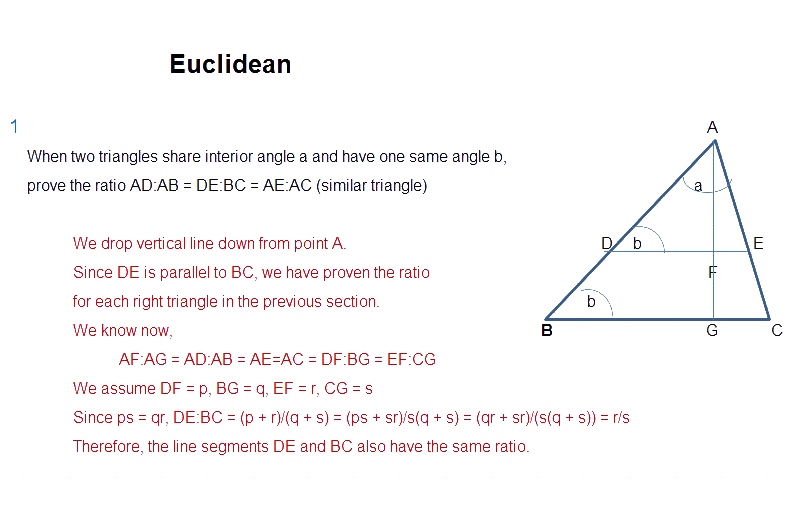 Euclidean
1
When two triangles share interior angle a and have one same angle b,
prove the ratio AD:AB = DE:BC = AE:AC (similar triangle)
We drop vertical line down from point A.
Since DE is parallel to BC, we have proven the ratio
for each right triangle in the previous section.
We know now,
AF:AG = AD:AB = AE=AC = DF:BG = EF:CG
We assume DF = p, BG = q, EF = r, CG = s
Since ps = qr, DE:BC = (p + r)/(q + s) = (ps + sr)/s(q + s) = (qr + sr)/(s(q + s)) = r/s
Therefore, the line segments DE and BC also have the same ratio.
A
a
D b E
F
b
B G C